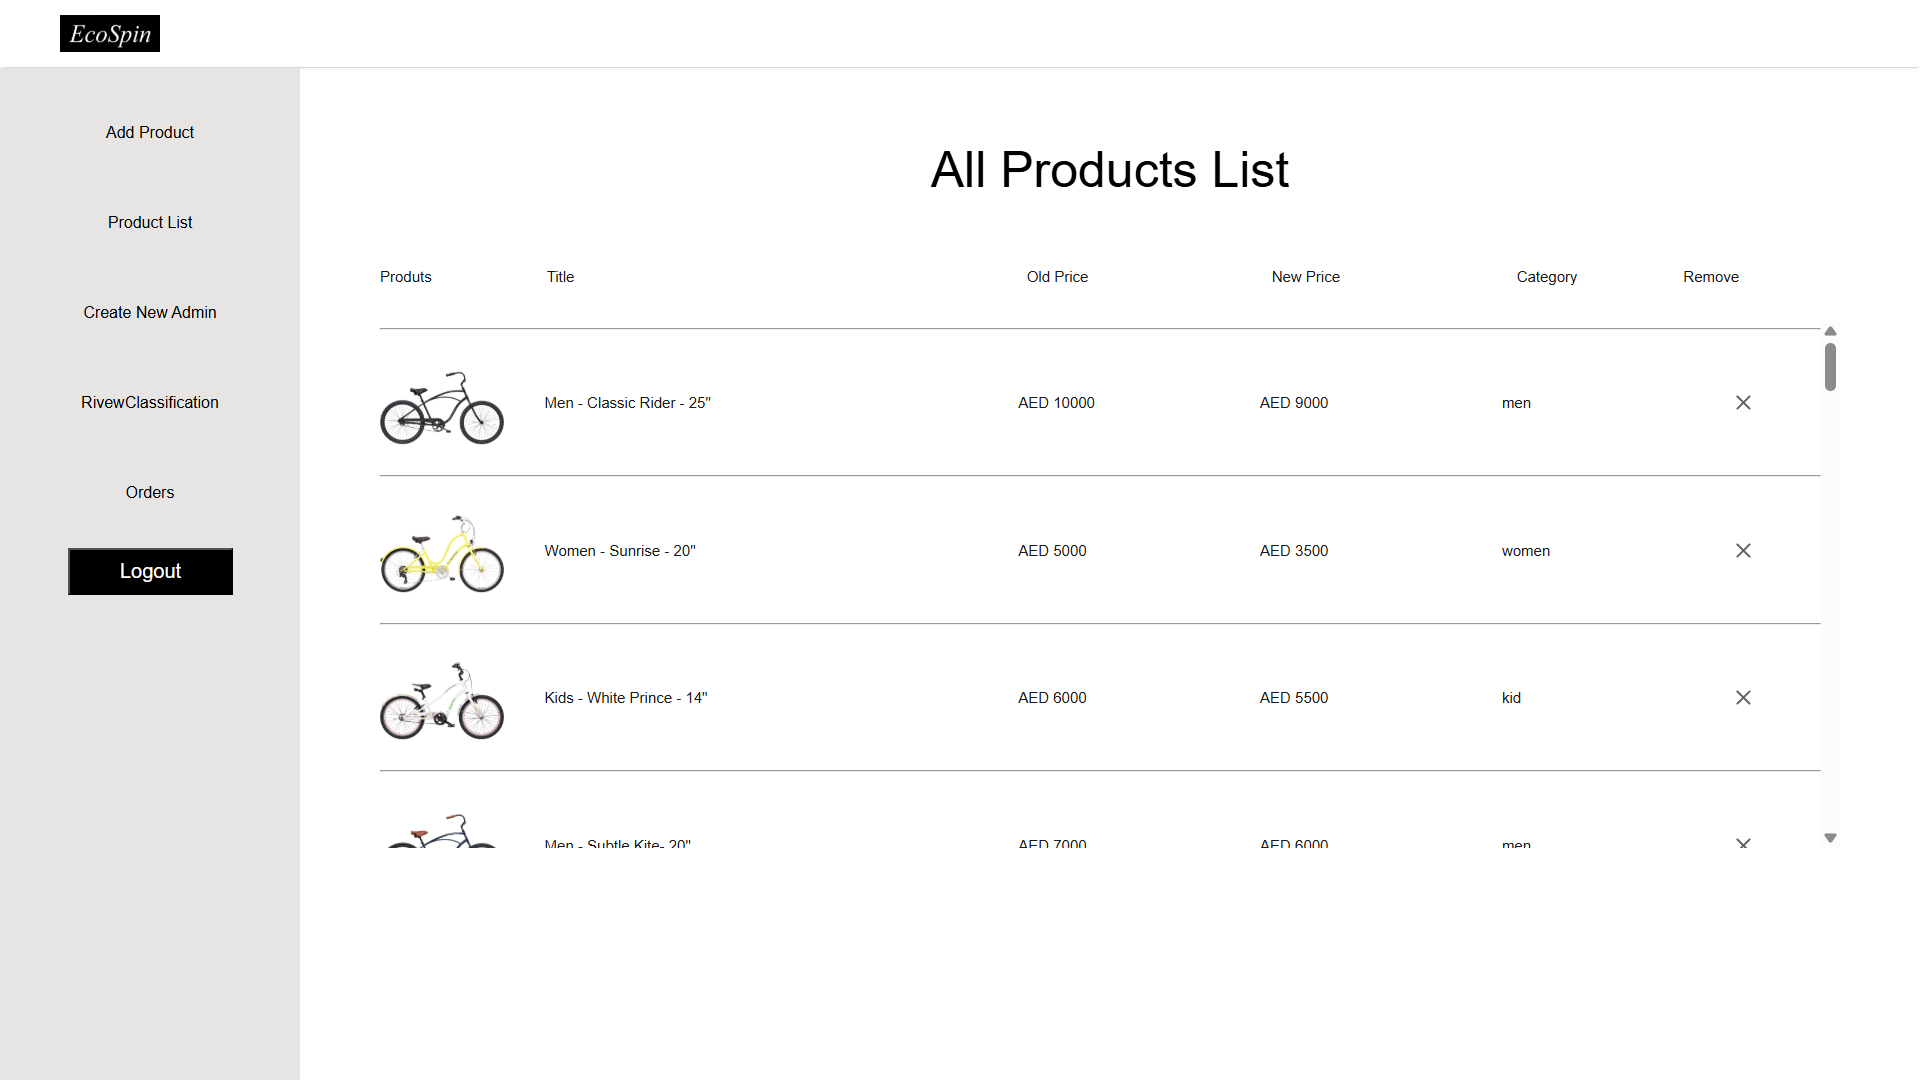 EcoSpin
Add Product
Product List
Create New Admin
RivewClassification
Orders
Logout
All Products List
Produts Title Old Price New Price Category Remove
Men - Classic Rider - 25" AED 10000 AED 9000 men
Women - Sunrise - 20" AED 5000 AED 3500 women
Kids - White Prince - 14" AED 6000 AED 5500 kid
Men - Subtle Kite- 20" AED 7000 AED 6000 men